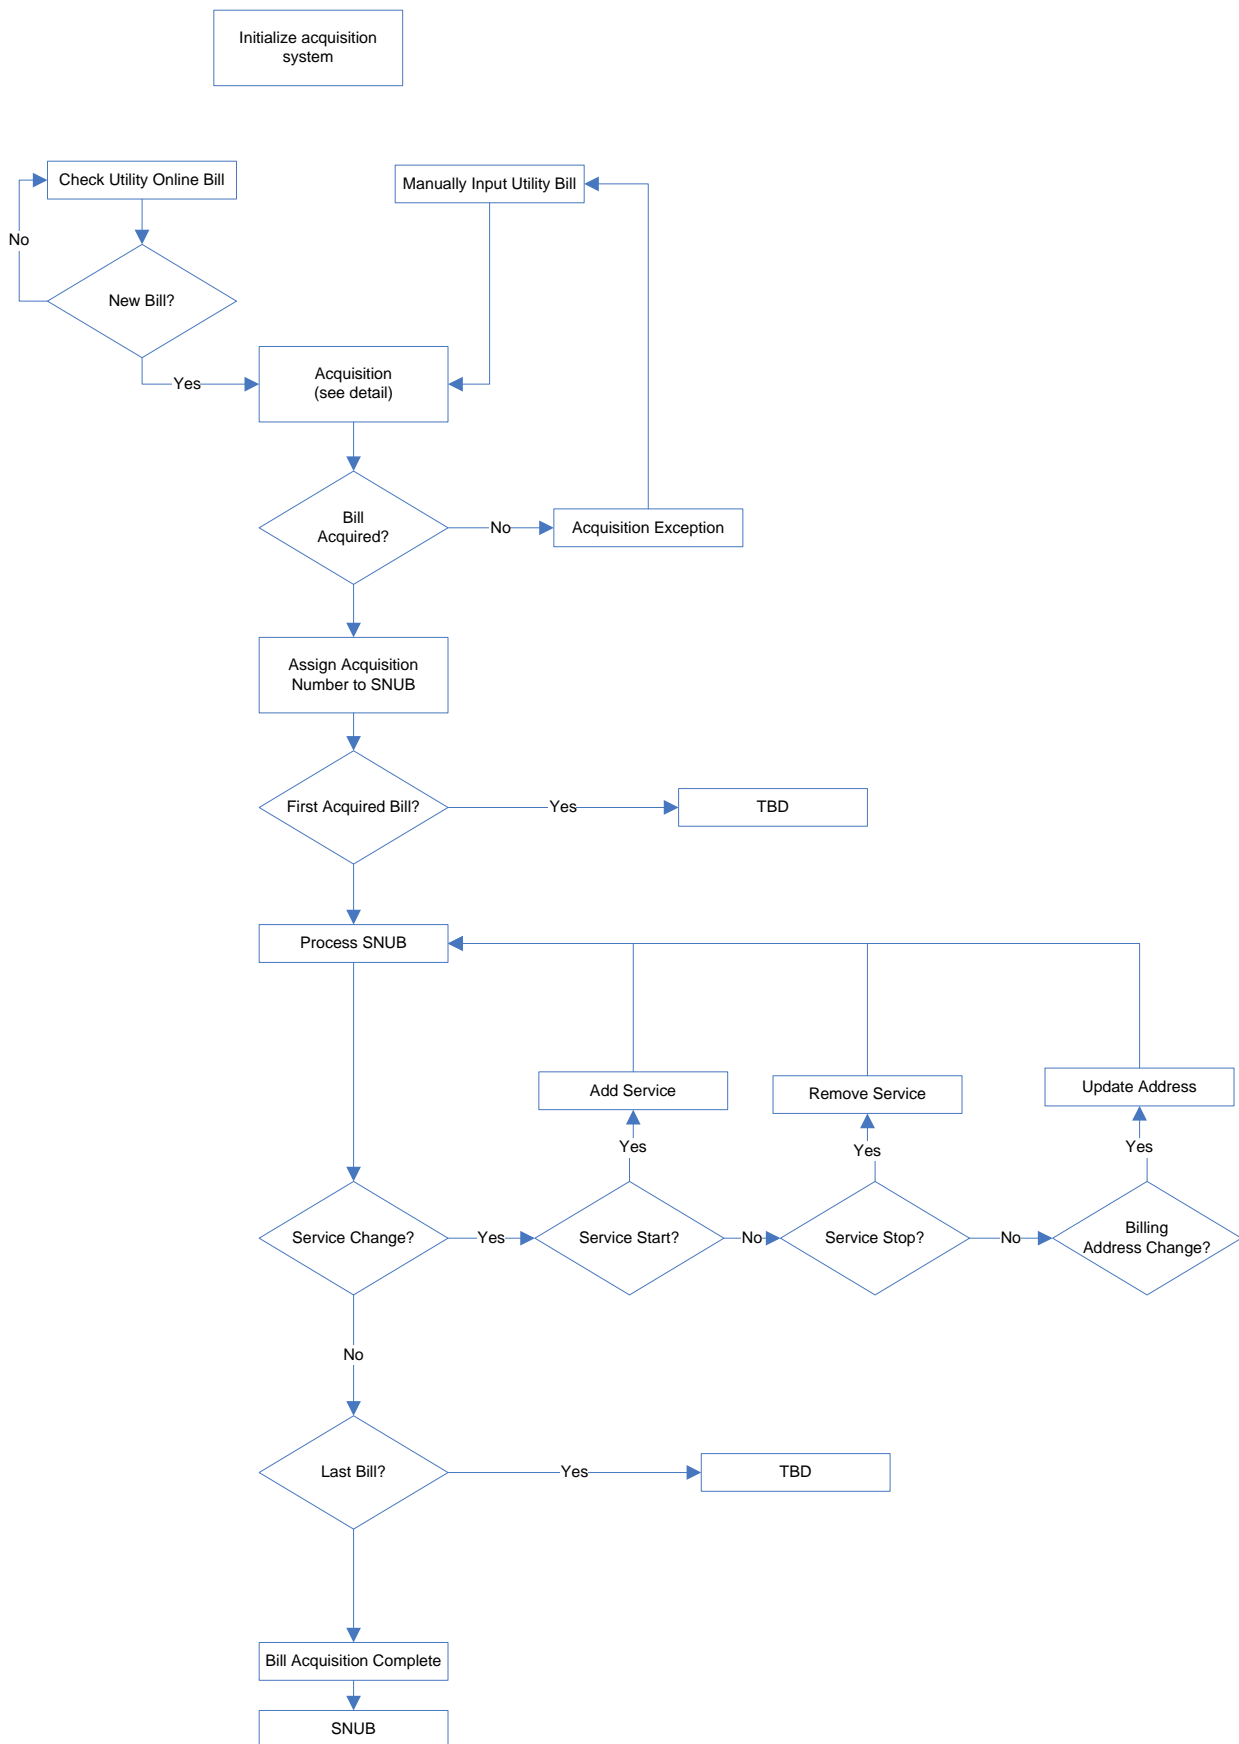 Initialize acquisition
system
Check Utility Online Bill
Manually Input Utility Bill
No
New Bill?
Yes
Acquisition
(see detail)
Bill
Acquired?
No
Acquisition Exception
Assign Acquisition
Number to SNUB
First Acquired Bill?
Yes
TBD
Process SNUB
Add Service
Remove Service
Update Address
Yes
Yes
Yes
Service Change?
Yes
Service Start?
No
Service Stop?
No
Billing
Address Change?
No
Last Bill?
Yes
TBD
Bill Acquisition Complete
SNUB